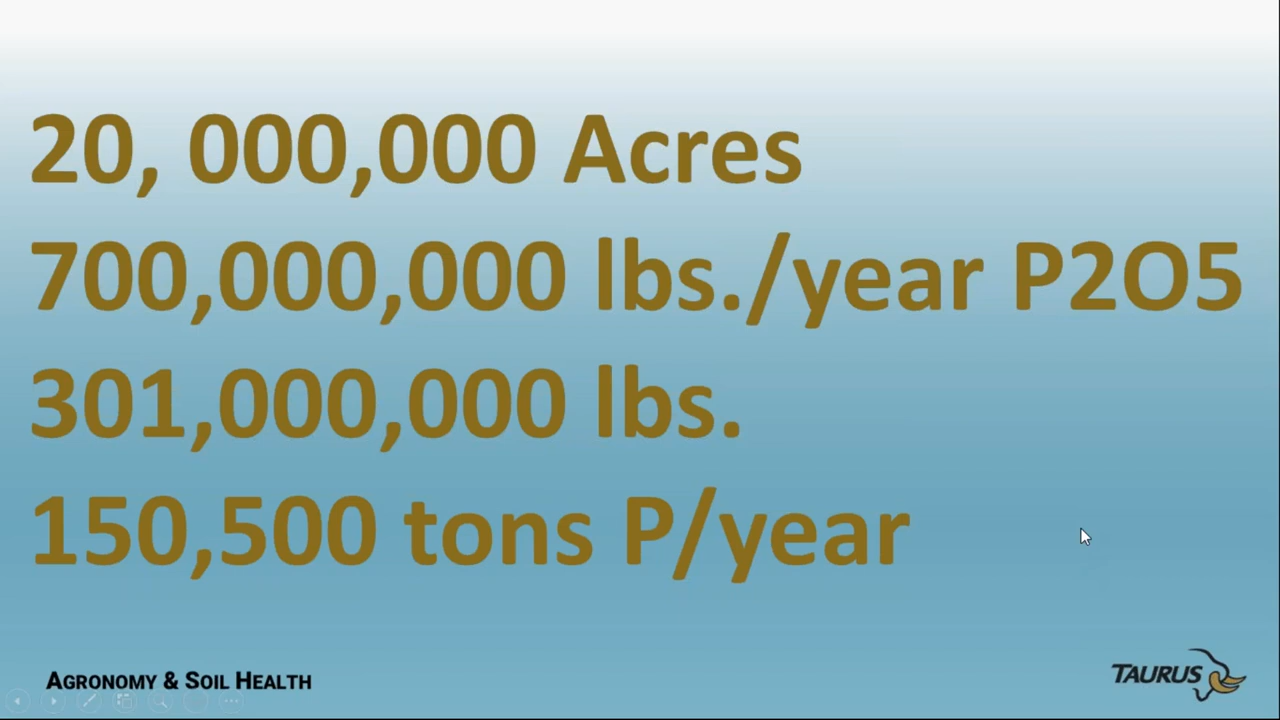 20, 000,000 Acres
700,000,000 lbs./year P2O5
301,000,000 lbs.
150,500 tons P/year
AGRONOMY & SOIL HEALTH
TAURUS